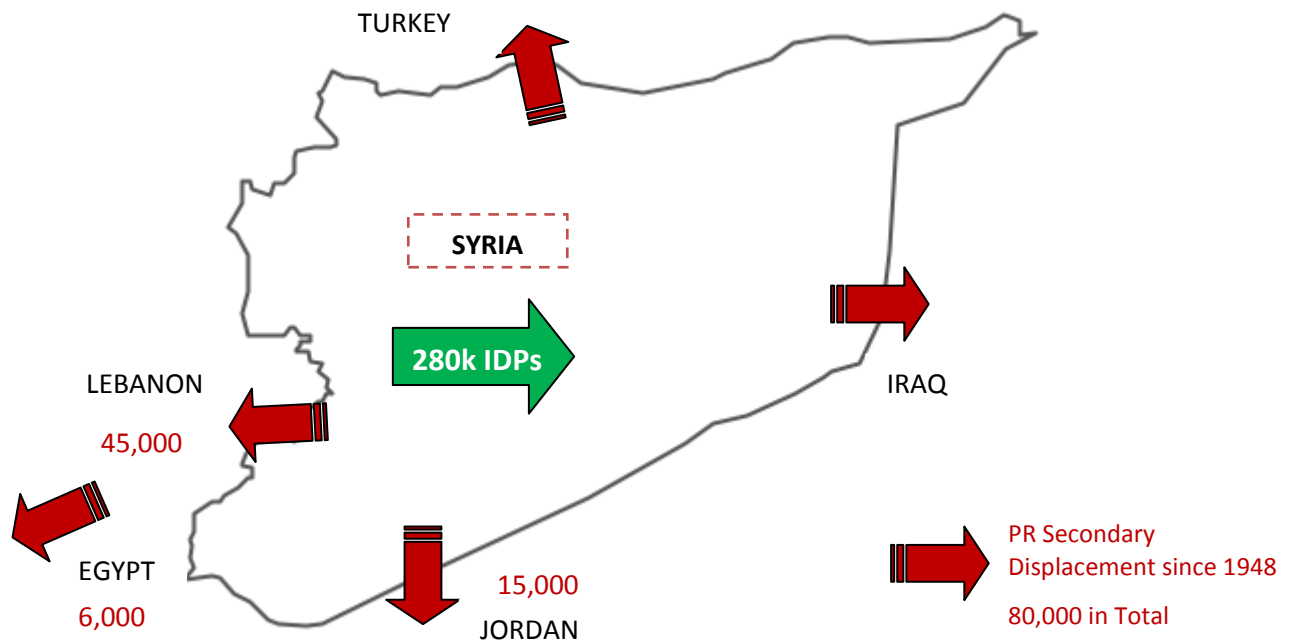 TURKEY
SYRIA
280k IDPs
LEBANON
IRAQ
45,000
EGYPT
6,000
15,000
JORDAN
PR Secondary
Displacement since 1948
80,000 in Total